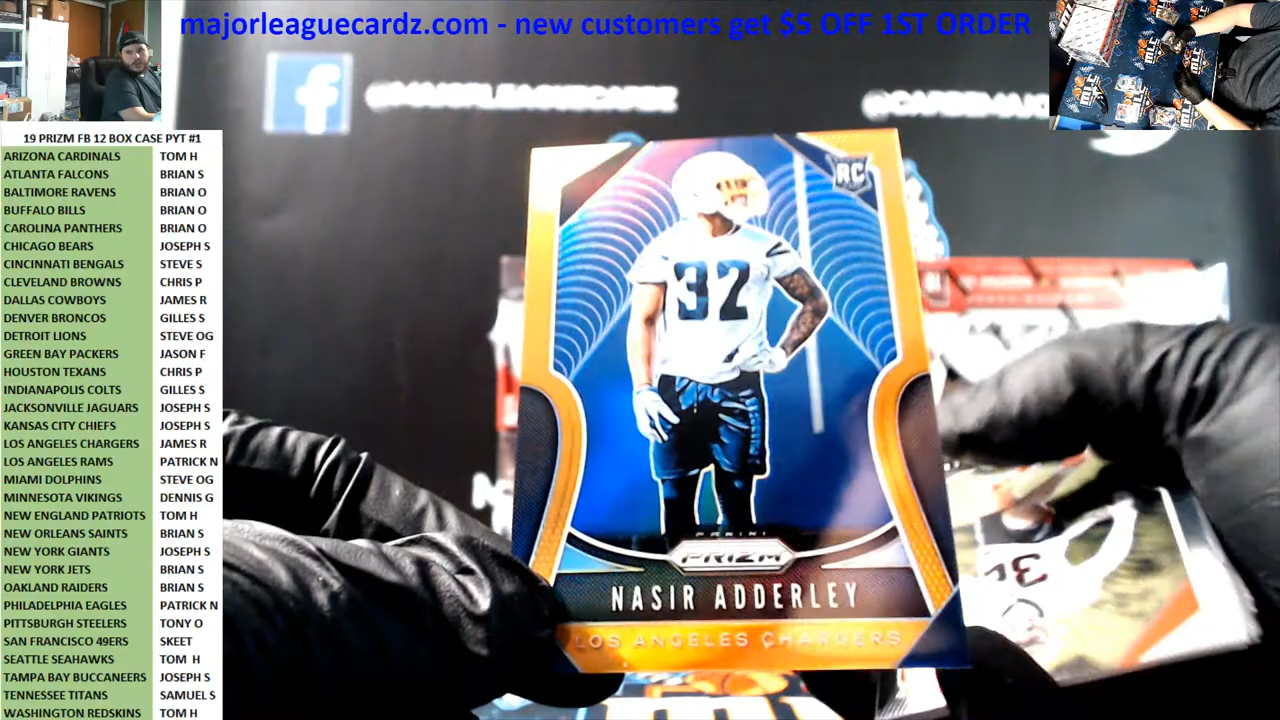 majorleaguecardz.com - new customers get $5 OFF 1ST ORDER
f
@MAJORLEAGUECARDZ
19 PRIZM FB 12 BOX CASE PYT #1
ARIZONA CARDINALS TOM H
ATLANTA FALCONS BRIAN S
BALTIMORE RAVENS BRIAN O
BUFFALO BILLS BRIAN O
CAROLINA PANTHERS BRIAN O
CHICAGO BEARS JOSEPH S
CINCINNATI BENGALS STEVE S
CLEVELAND BROWNS CHRIS P
DALLAS COWBOYS JAMES R
DENVER BRONCOS GILLES S
DETROIT LIONS STEVE OG
GREEN BAY PACKERS JASON F
HOUSTON TEXANS CHRIS P
INDIANAPOLIS COLTS GILLES S
JACKSONVILLE JAGUARS JOSEPH S
KANSAS CITY CHIEFS JOSEPH S
LOS ANGELES CHARGERS JAMES R
LOS ANGELES RAMS PATRICK N
MIAMI DOLPHINS STEVE OG
MINNESOTA VIKINGS DENNIS G
NEW ENGLAND PATRIOTS TOM H
NEW ORLEANS SAINTS BRIAN S
NEW YORK GIANTS JOSEPH S
NEW YORK JETS BRIAN S
OAKLAND RAIDERS BRIAN S
PHILADELPHIA EAGLES PATRICK N
PITTSBURGH STEELERS TONY O
SAN FRANCISCO 49ERS SKEET
SEATTLE SEAHAWKS TOM H
TAMPA BAY BUCCANEERS JOSEPH S
TENNESSEE TITANS SAMUEL S
WASHINGTON REDSKINS TOM H
RC
32
PANINI
PRIZM
NASIR ADDERLEY
LOS ANGELES CHARGERS
MLC